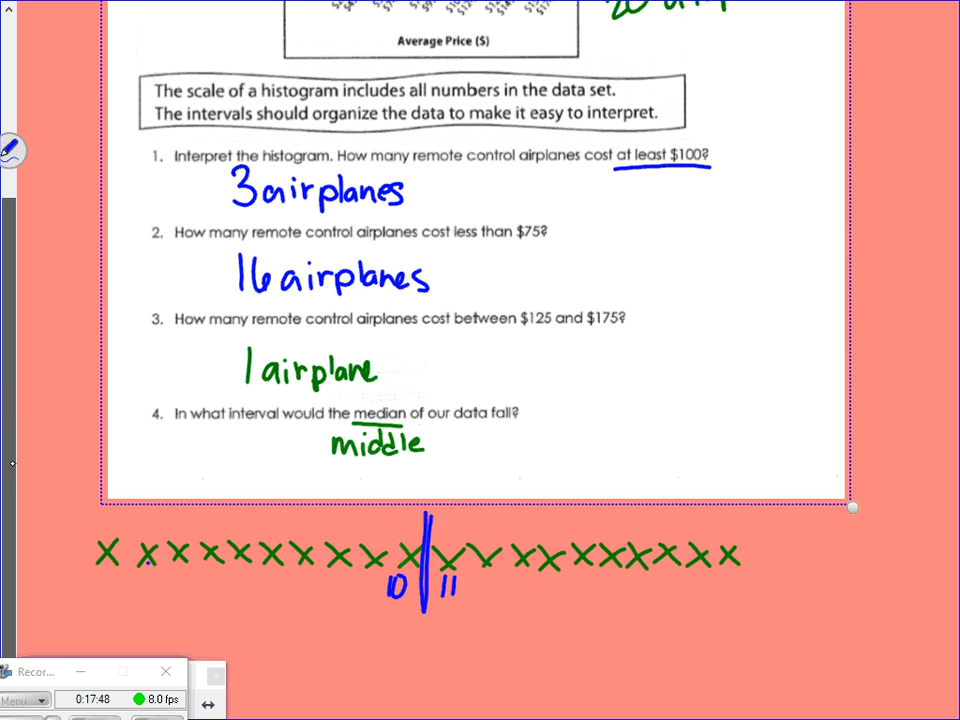 20
Average Price ($)
The scale of a histogram includes all numbers in the data set.
The intervals should organize the data to make it easy to interpret.
1. Interpret the histogram. How many remote control airplanes cost at least $100?
3 airplanes
2. How many remote control airplanes cost less than $75?
16 airplanes
3. How many remote control airplanes cost between $125 and $175?
1 airplane
4. In what interval would the median of our data fall?
middle
X X X X X X X X X X X X X X X X X X X X
10 11
Recor...
Menu 0:17:48 8.0 fps